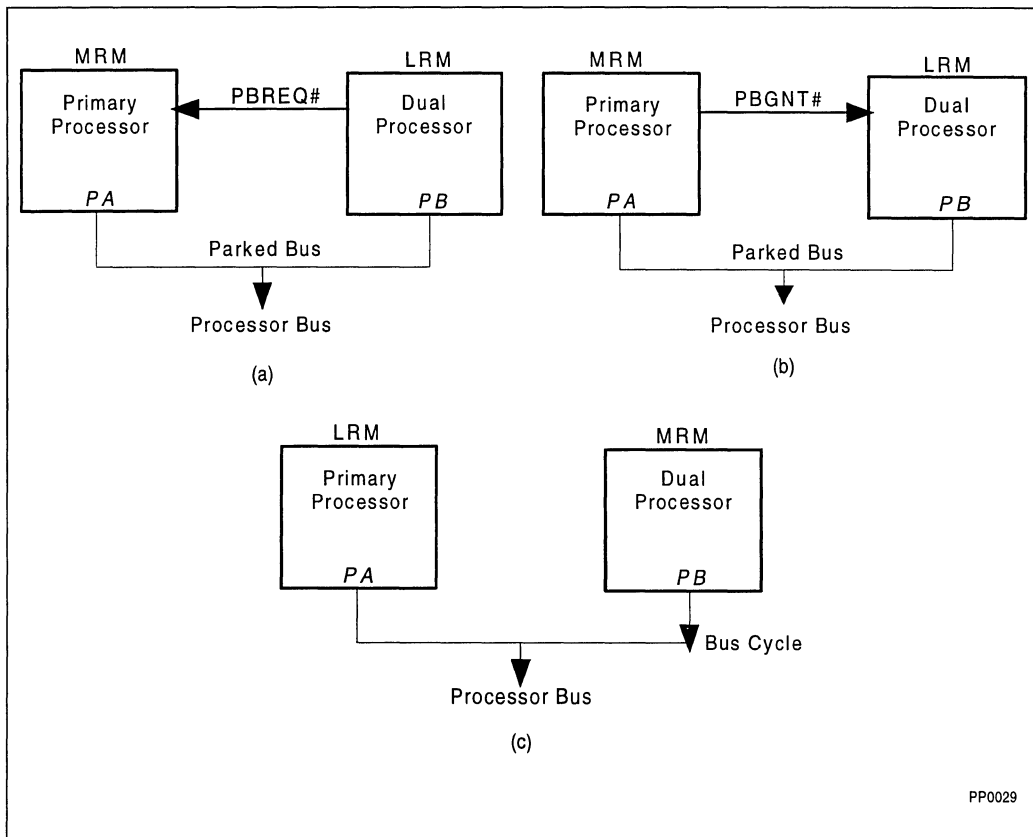 MRM
LRM
Primary
Processor
PBREQ#
Dual
Processor
PA
PB
Parked Bus
Processor Bus
(a)
MRM
LRM
Primary
Processor
PBGNT#
Dual
Processor
PA
PB
Parked Bus
Processor Bus
(b)
LRM
MRM
Primary
Processor
Dual
Processor
PA
PB
Bus Cycle
Processor Bus
(c)
PP0029